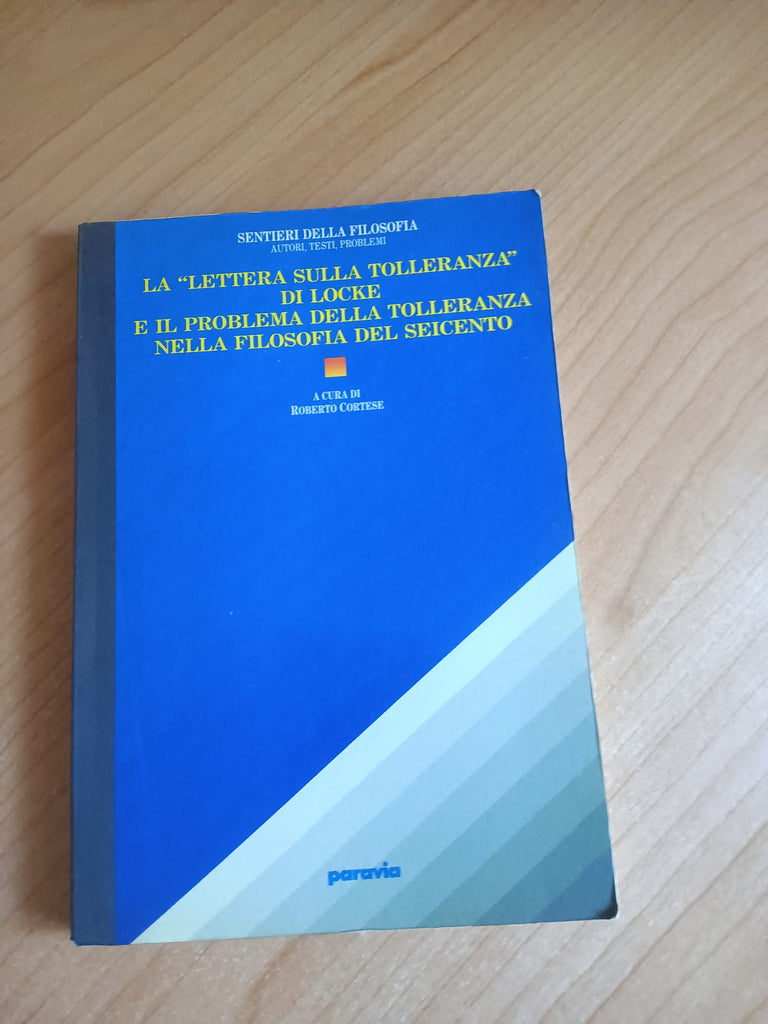 SENTIERI DELLA FILOSOFIA
AUTORI, TESTI, PROBLEMI
LA “LETTERA SULLA TOLLERANZA”
DI LOCKE
E IL PROBLEMA DELLA TOLLERANZA
NELLA FILOSOFIA DEL SEICENTO
A CURA DI
ROBERTO CORTESE
paravia